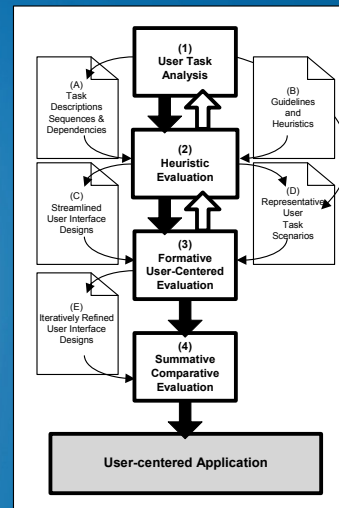 (1)
User Task
Analysis
(A)
Task
Descriptions
Sequences &
Dependencies
(B)
Guidelines
and
Heuristics
(2)
Heuristic
Evaluation
(C)
Streamlined
User Interface
Designs
(D)
Representative
User
Task
Scenarios
(3)
Formative
User-Centered
Evaluation
(E)
Iteratively Refined
User Interface
Designs
(4)
Summative
Comparative
Evaluation
User-centered Application